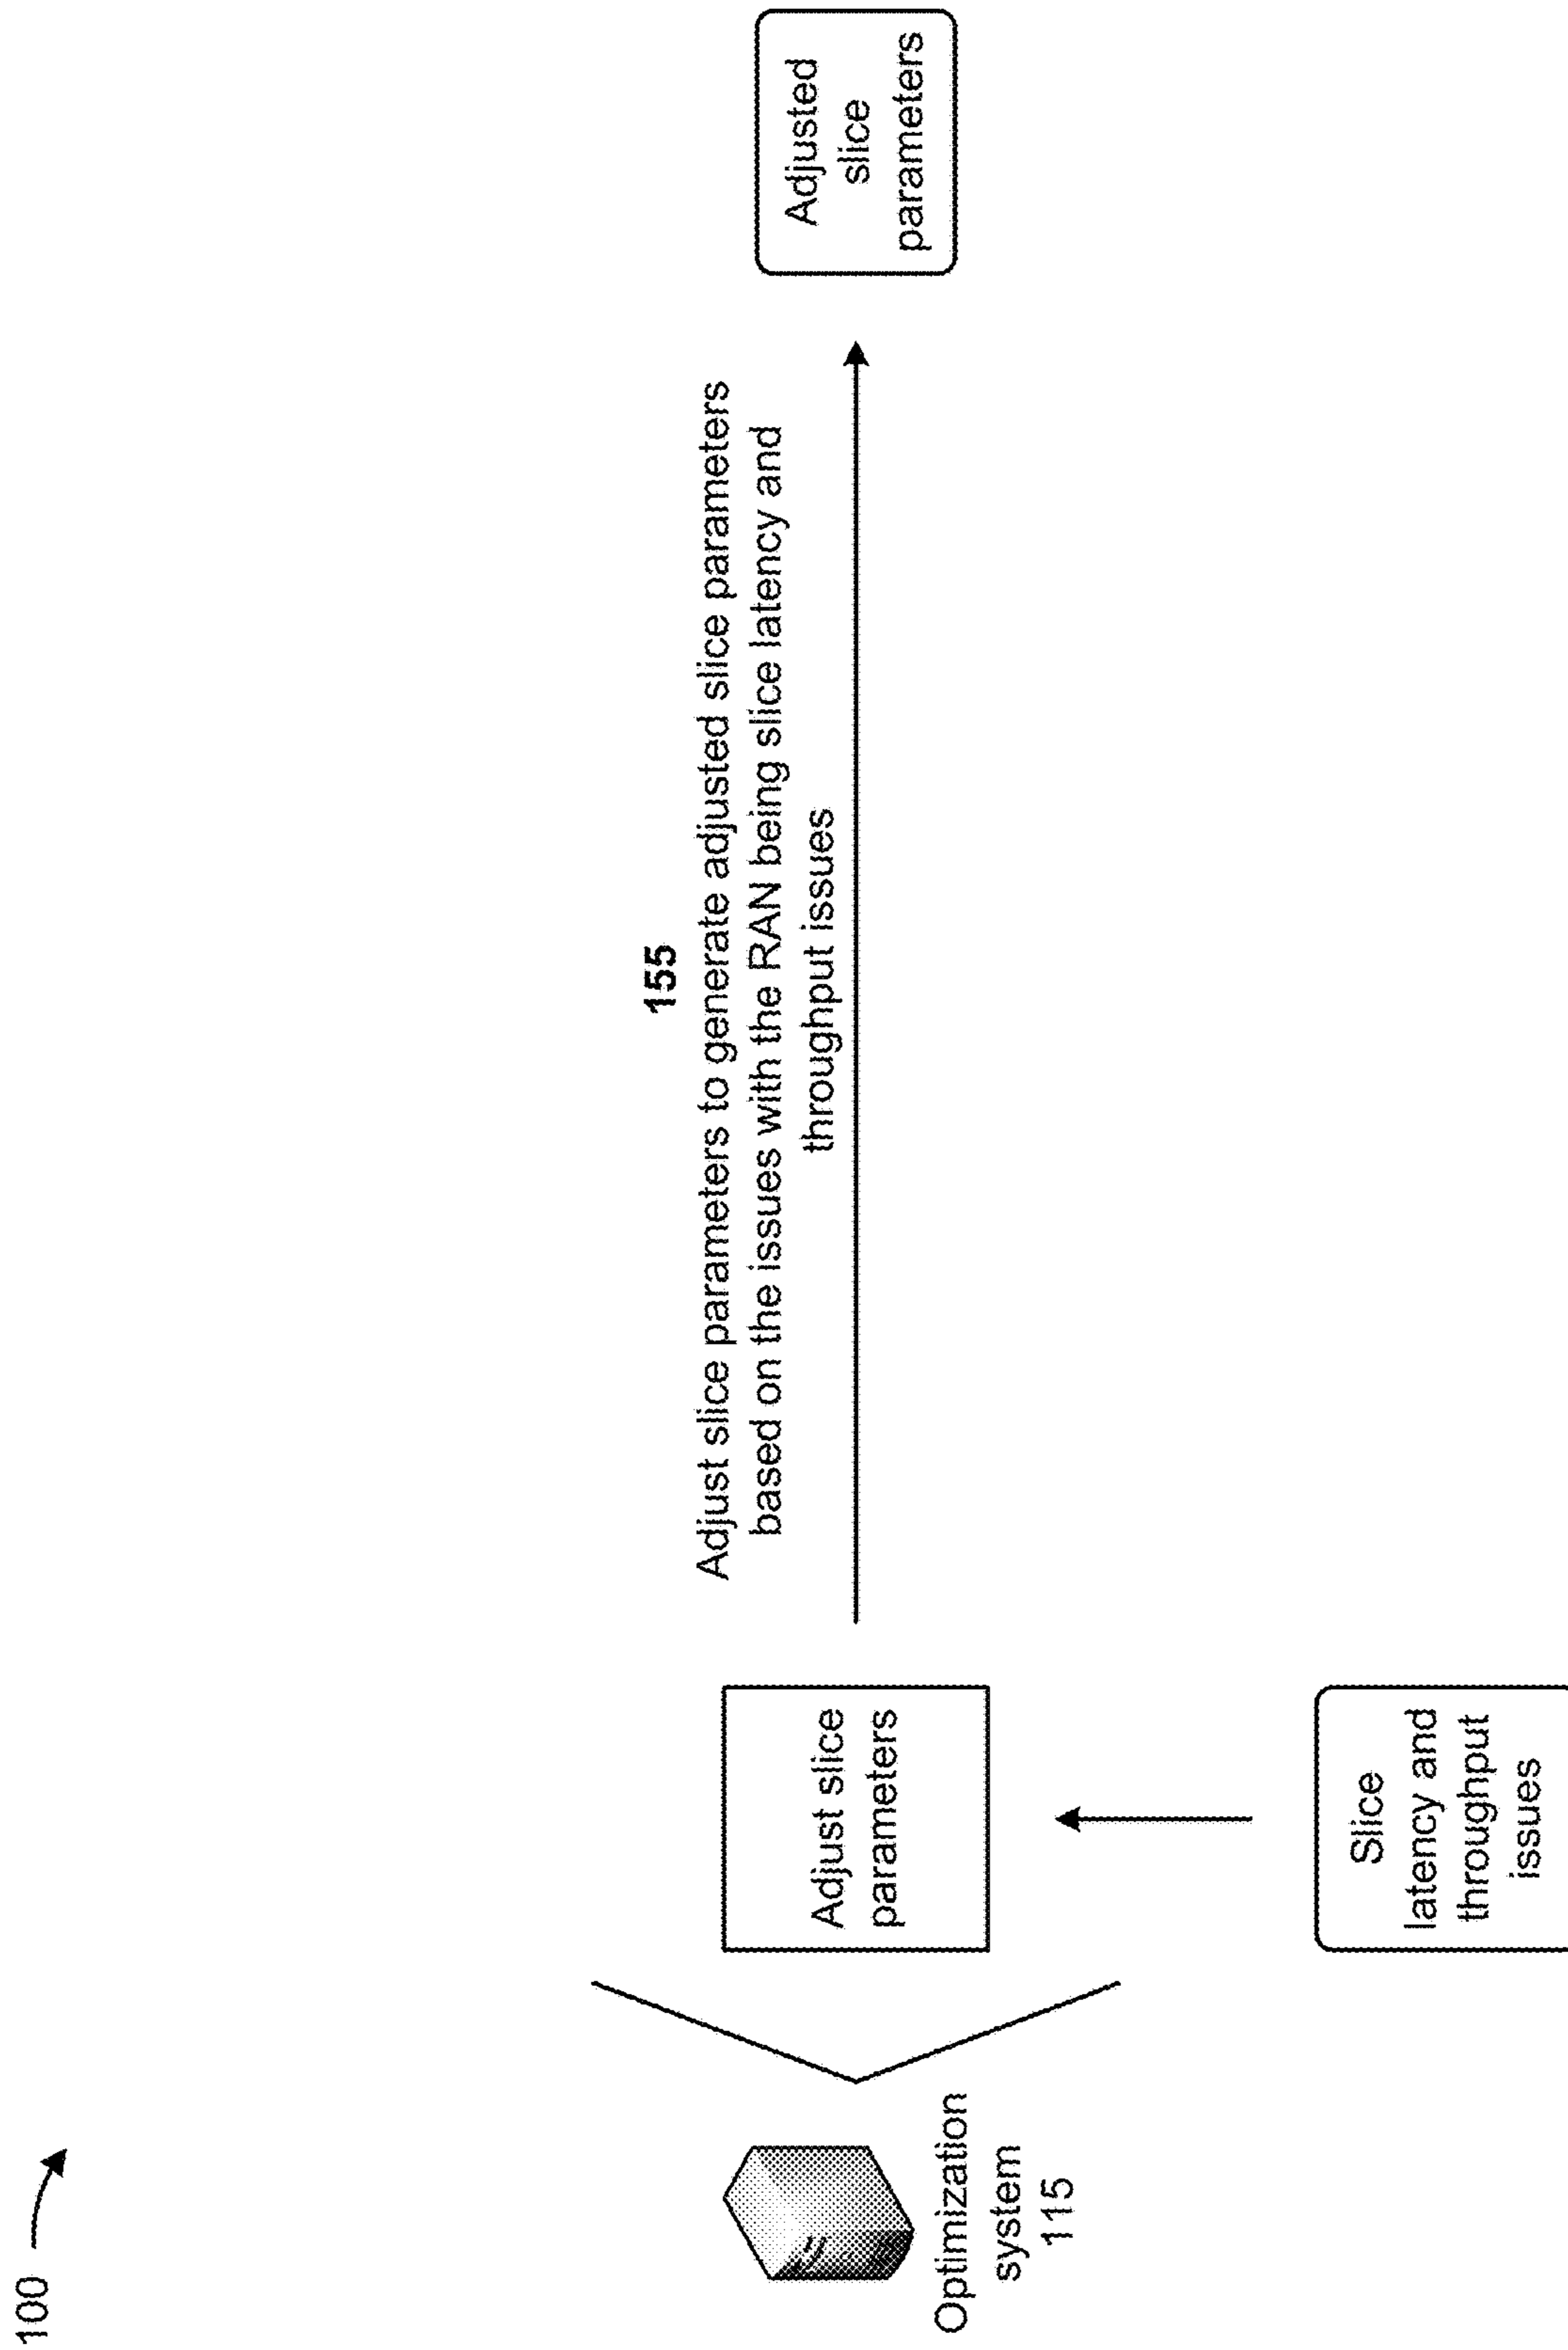 100
155
Adjust slice parameters to generate adjusted slice parameters
based on the issues with the RAN being slice latency and
throughput issues
Optimization
system
115
Adjust slice
parameters
Adjusted
slice
parameters
Slice
latency and
throughput
issues